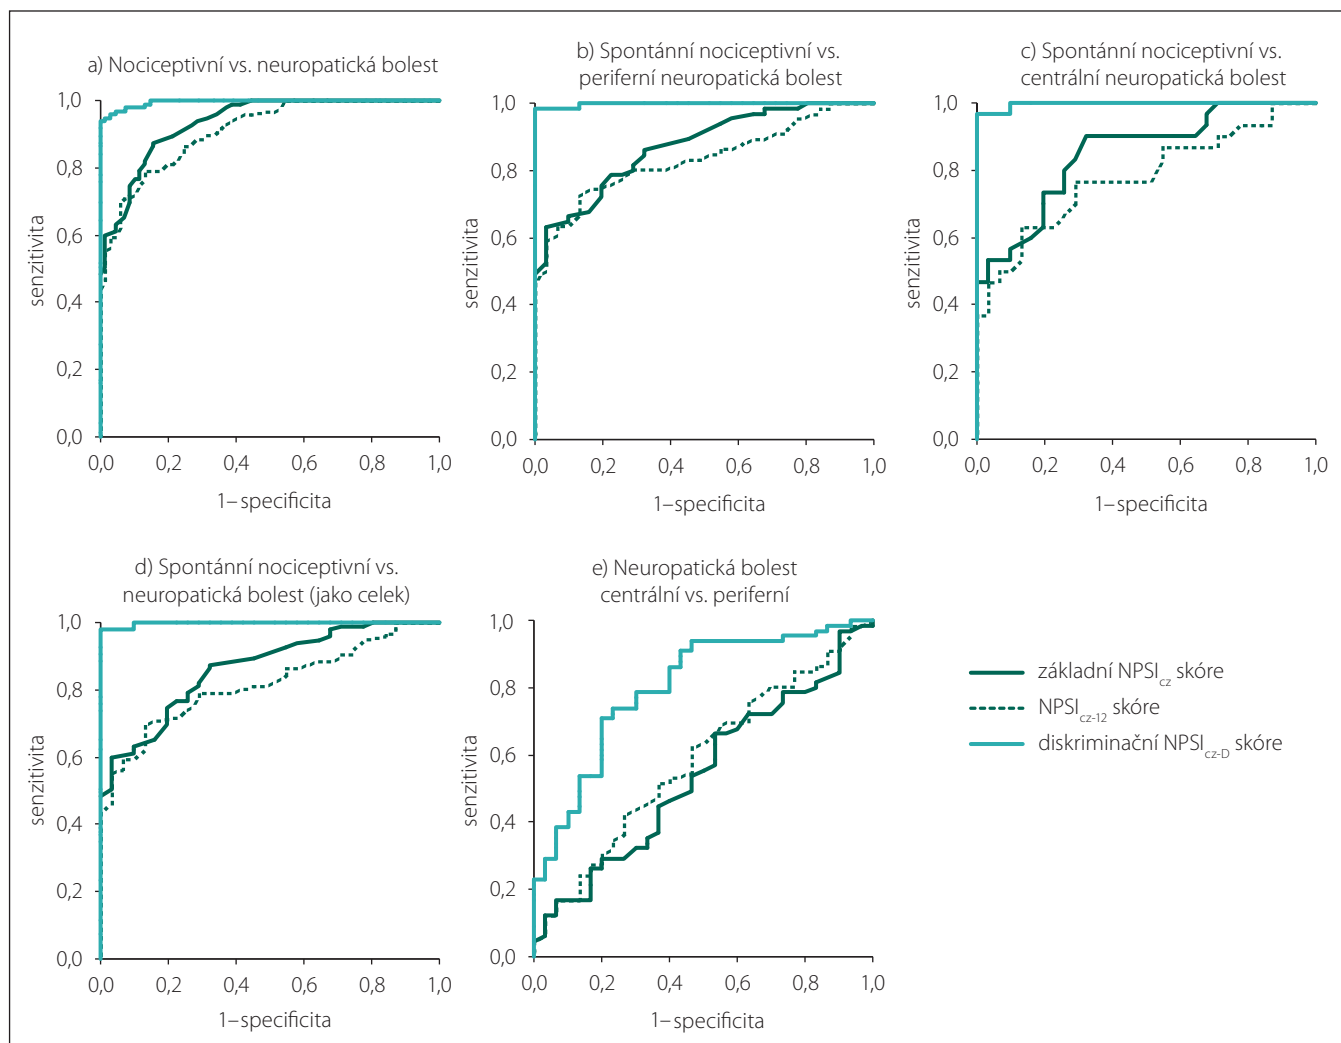 a) Nociceptivní vs. neuropatická bolest
1,0
0,8
0,6
0,4
0,2
0,0
senzitivita
0,0 0,2 0,4 0,6 0,8 1,0
1–specificita
b) Spontánní nociceptivní vs.
periferní neuropatická bolest
1,0
0,8
0,6
0,4
0,2
0,0
senzitivita
0,0 0,2 0,4 0,6 0,8 1,0
1–specificita
c) Spontánní nociceptivní vs.
centrální neuropatická bolest
1,0
0,8
0,6
0,4
0,2
0,0
senzitivita
0,0 0,2 0,4 0,6 0,8 1,0
1–specificita
d) Spontánní nociceptivní vs.
neuropatická bolest (jako celek)
1,0
0,8
0,6
0,4
0,2
0,0
senzitivita
0,0 0,2 0,4 0,6 0,8 1,0
1–specificita
e) Neuropatická bolest
centrální vs. periferní
1,0
0,8
0,6
0,4
0,2
0,0
senzitivita
0,0 0,2 0,4 0,6 0,8 1,0
1–specificita
základní NPSI cz skóre
NPSI cz-12 skóre
diskriminační NPSI cz-D skóre